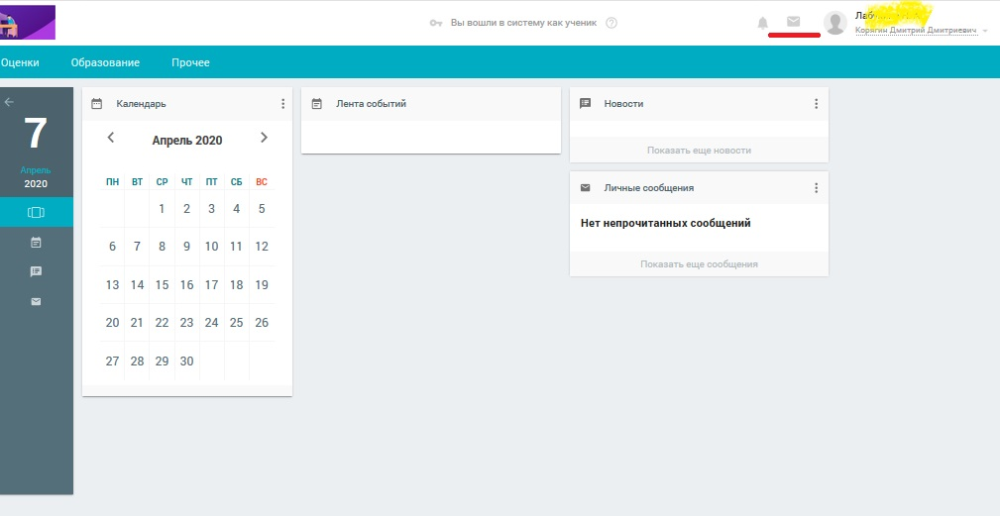 Вы вошли в систему как ученик
Корягин Дмитрий Дмитриевич
Оценки Образование Прочее
7
Апрель
2020
Календарь
Апрель 2020
ПН ВТ СР ЧТ ПТ СБ ВС
1 2 3 4 5
6 7 8 9 10 11 12
13 14 15 16 17 18 19
20 21 22 23 24 25 26
27 28 29 30
Лента событий
Новости
Показать еще новости
Личные сообщения
Нет непрочитанных сообщений
Показать еще сообщения